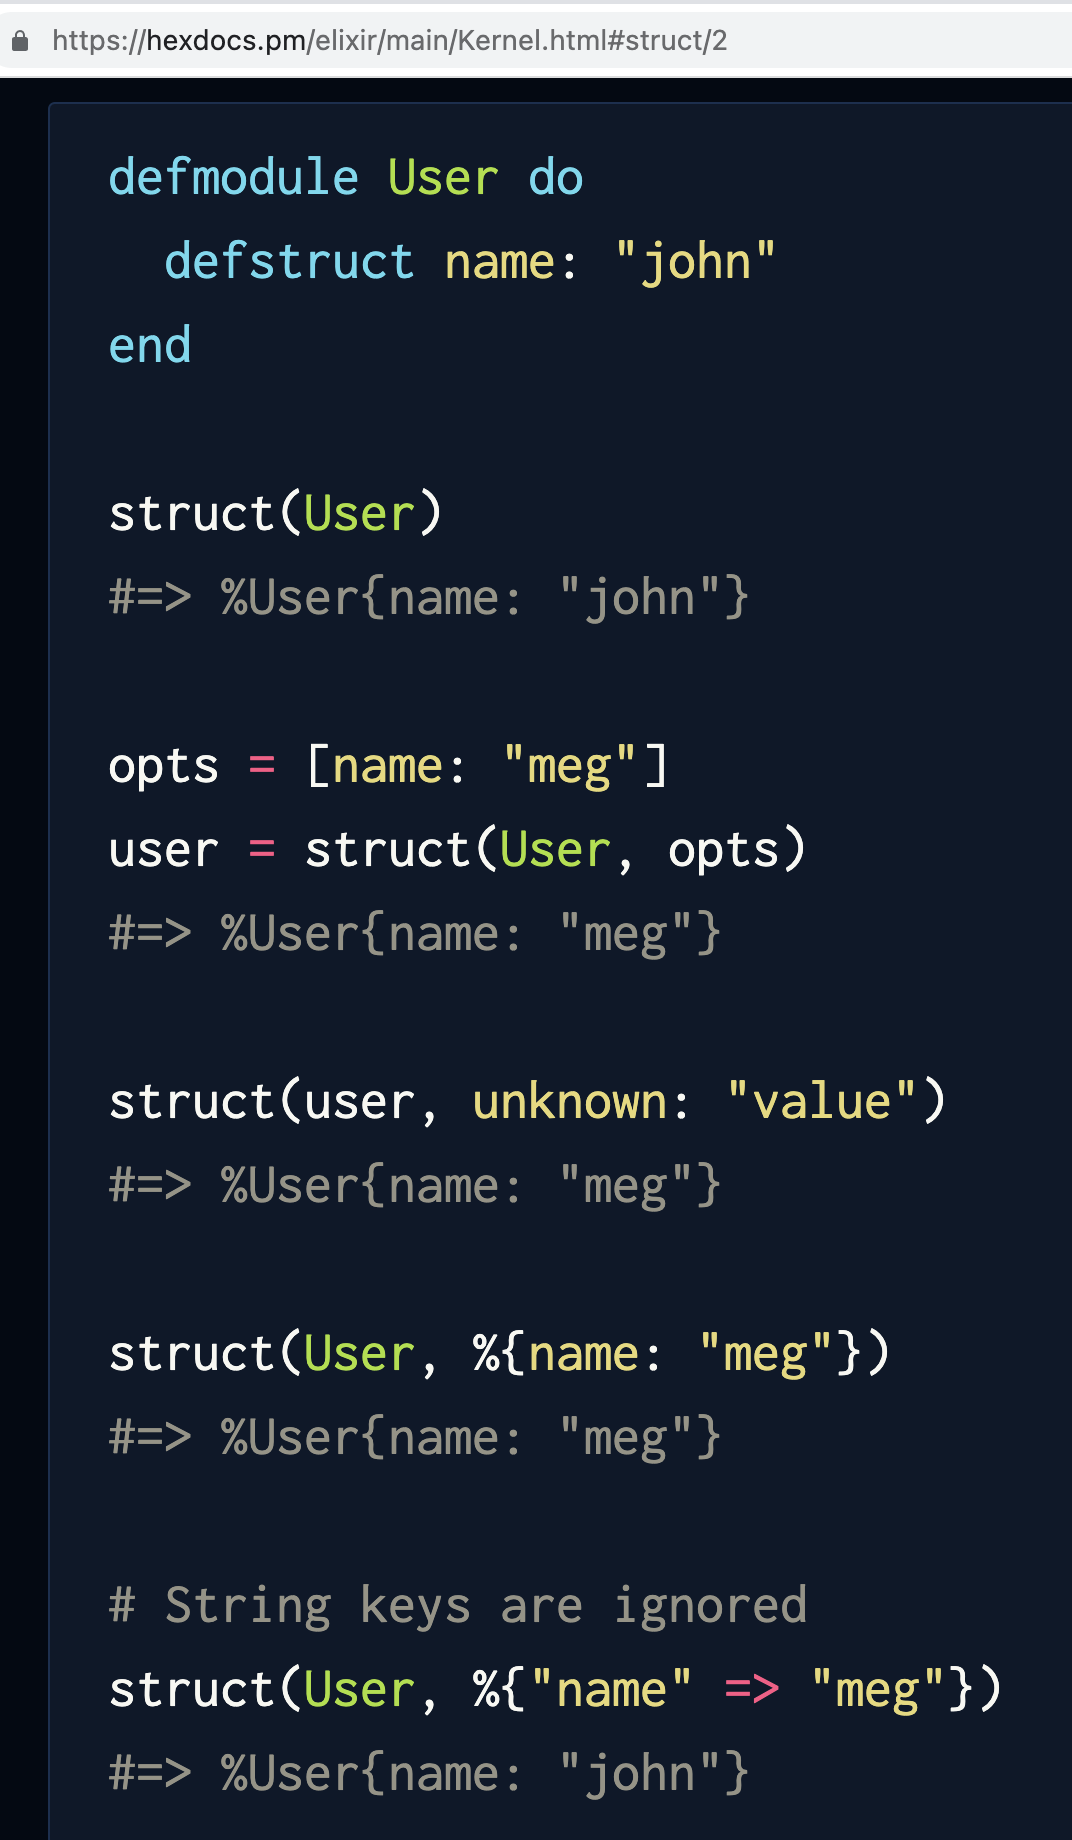 https://hexdocs.pm/elixir/main/Kernel.html#struct/2
defmodule User do
  defstruct name: "john"
end
struct(User)
#=> %User{name: "john"}
opts = [name: "meg"]
user = struct(User, opts)
#=> %User{name: "meg"}
struct(user, unknown: "value")
#=> %User{name: "meg"}
struct(User, %{name: "meg"})
#=> %User{name: "meg"}
# String keys are ignored
struct(User, %{"name" => "meg"})
#=> %User{name: "john"}